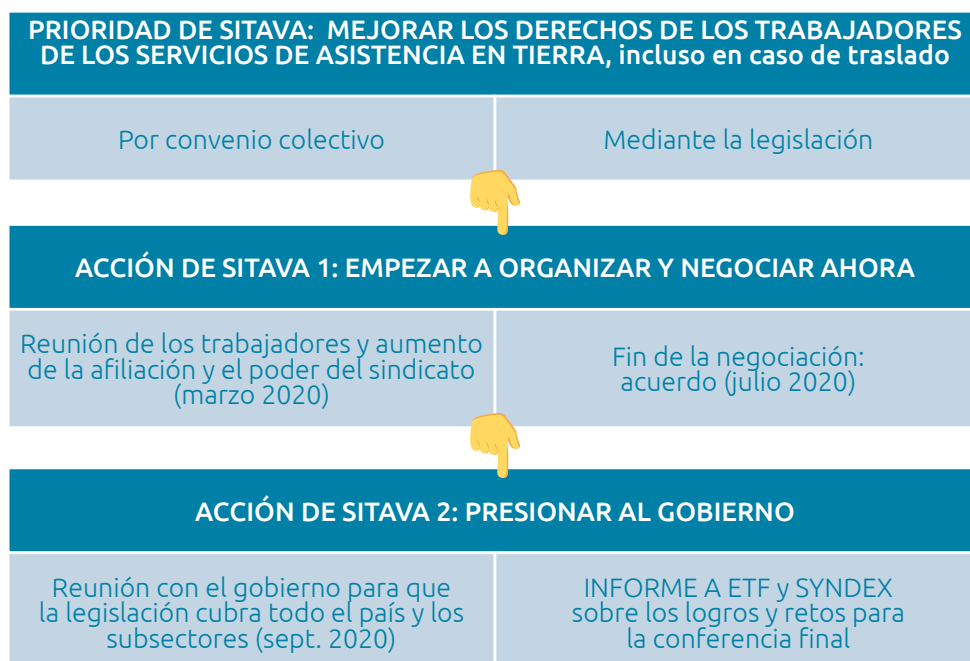 PRIORIDAD DE SITAVA: MEJORAR LOS DERECHOS DE LOS TRABAJADORES
DE LOS SERVICIOS DE ASISTENCIA EN TIERRA, incluso en caso de traslado
Por convenio colectivo
Mediante la legislación
ACCIÓN DE SITAVA 1: EMPEZAR A ORGANIZAR Y NEGOCIAR AHORA
Reunión de los trabajadores y aumento
de la afiliación y el poder del sindicato
(marzo 2020)
Fin de la negociación:
acuerdo (julio 2020)
ACCIÓN DE SITAVA 2: PRESIONAR AL GOBIERNO
Reunión con el gobierno para que
la legislación cubra todo el país y los
subsectores (sept. 2020)
INFORME A ETF y SYNDEX
sobre los logros y retos para
la conferencia final